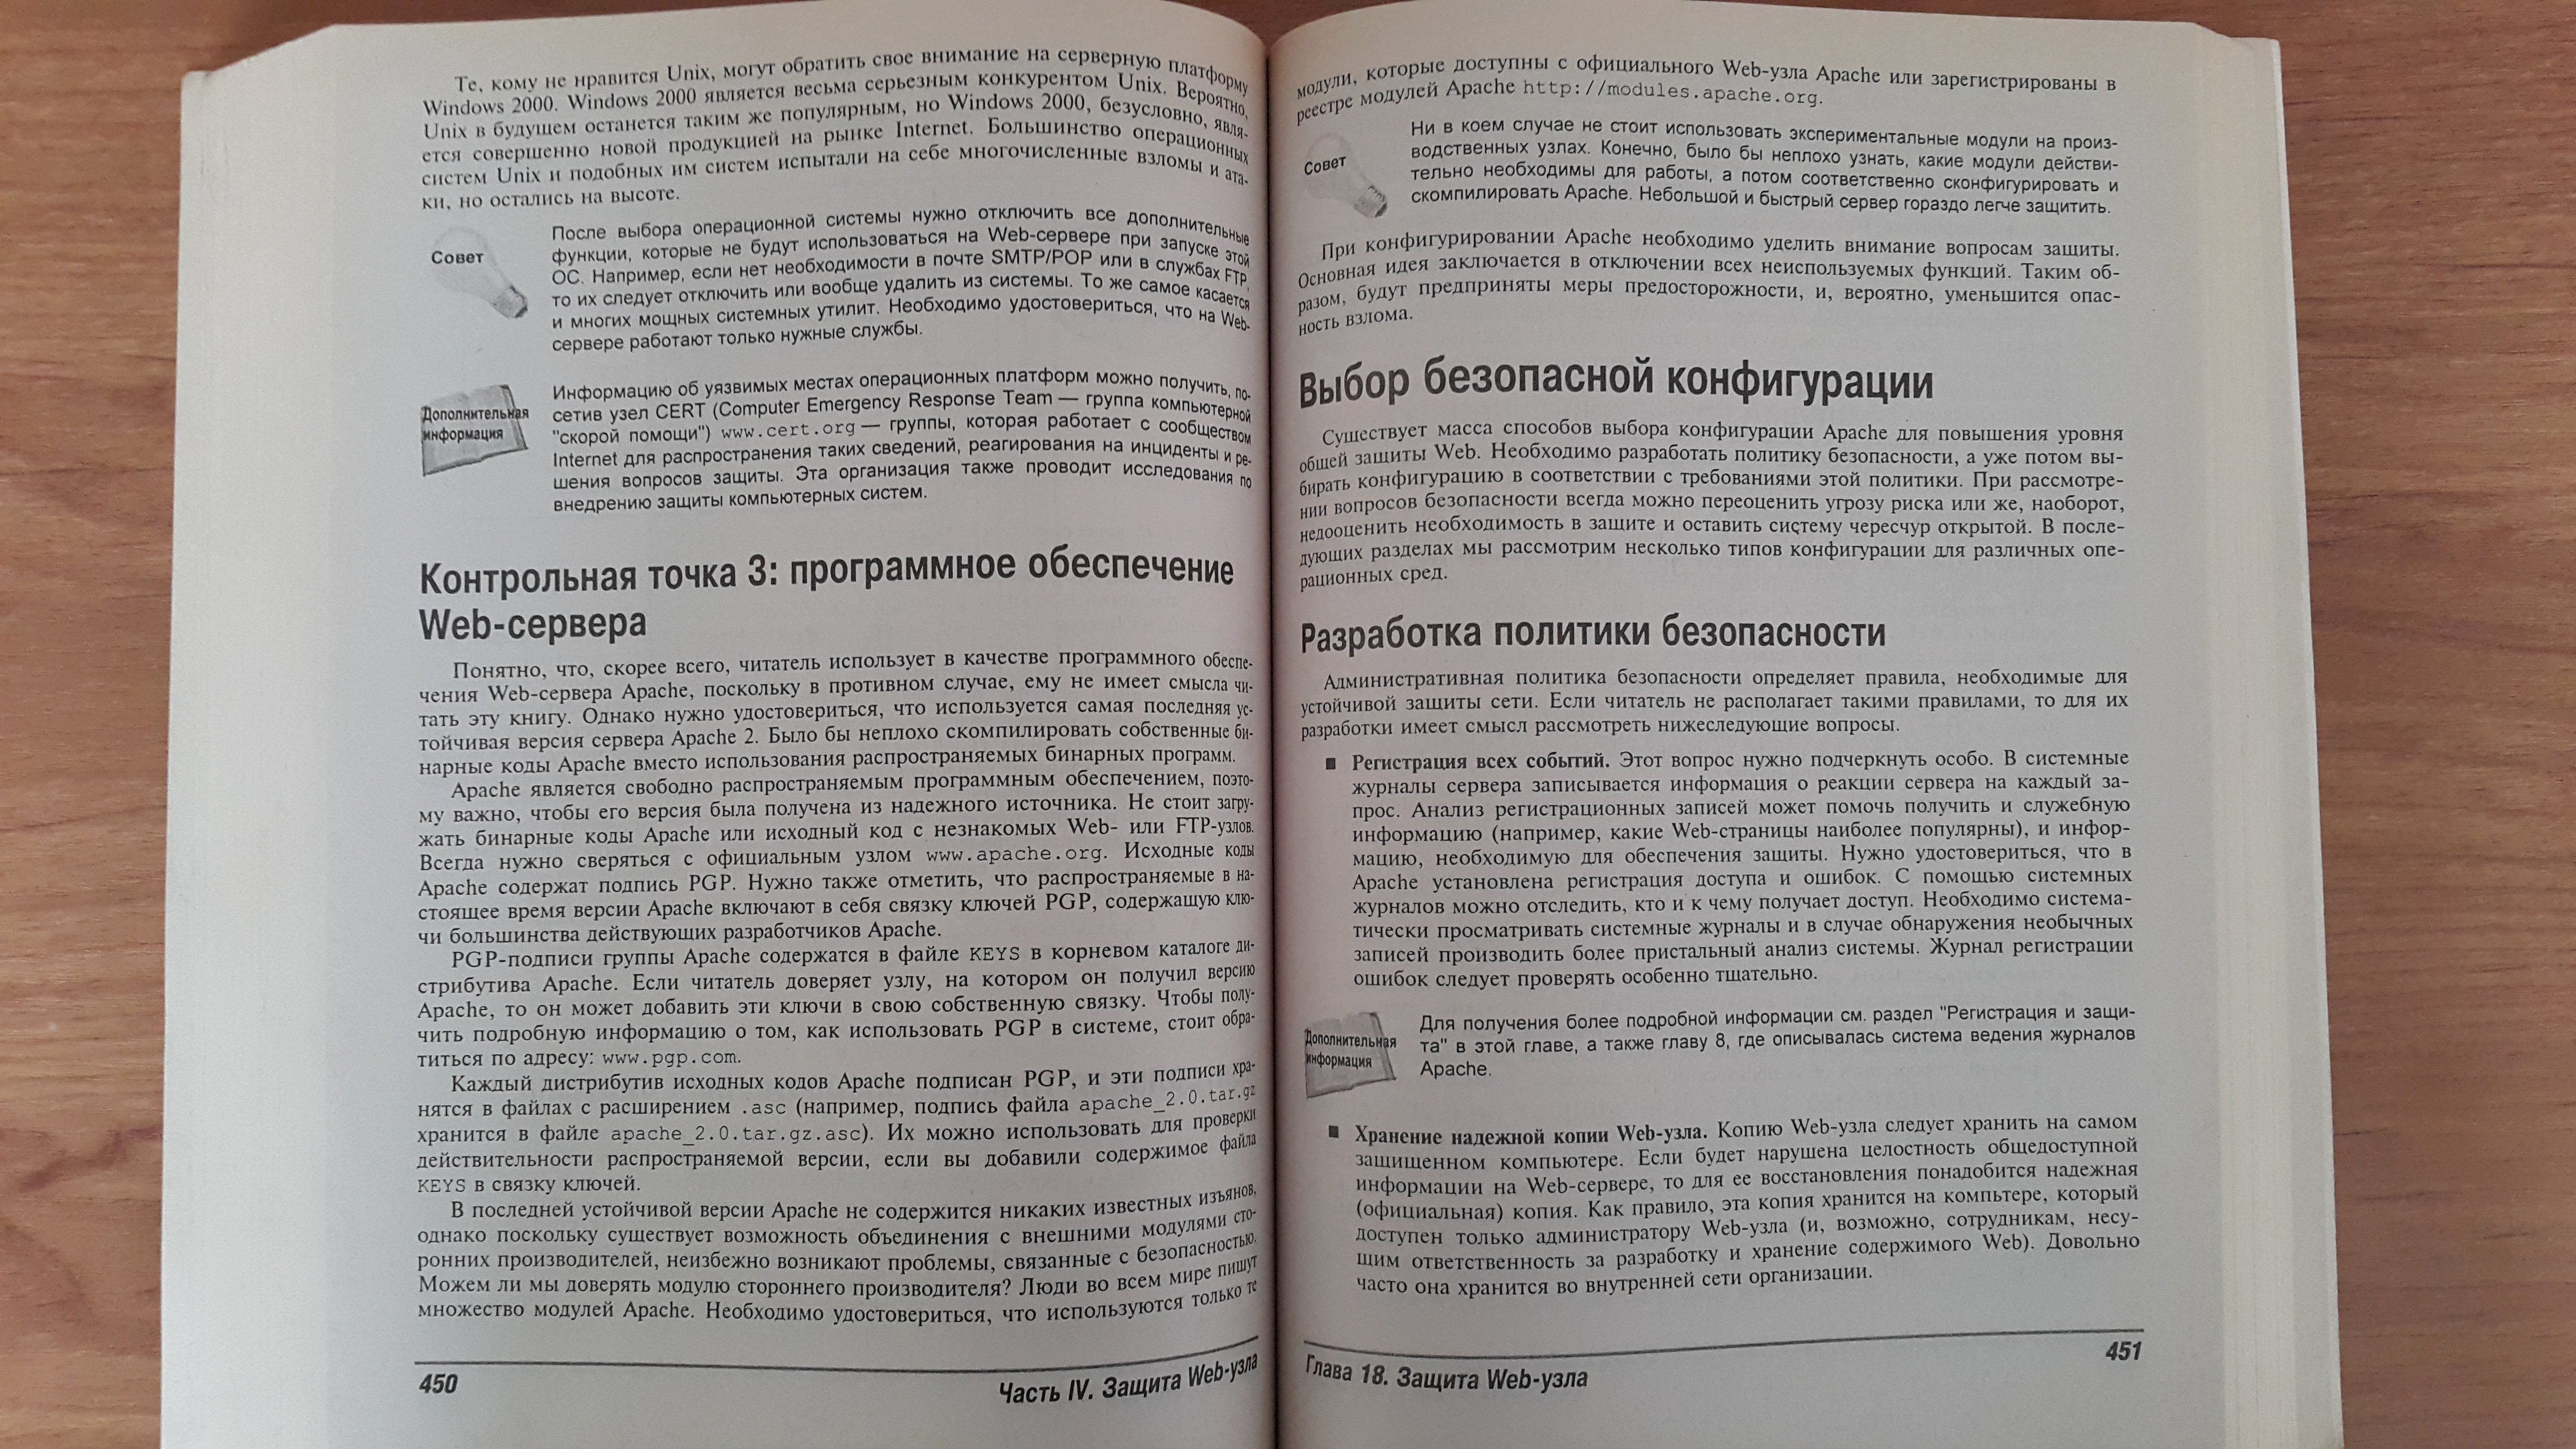 Те, кому не нравится Unix, могут обратить свое внимание на серверную платформу
Windows 2000. Windows 2000 является весьма серьезным конкурентом Unix. Вероятно,
Unix в будущем останется таким же популярным, но Windows 2000, безусловно, явля-
ется совершенно новой продукцией на рынке Internet. Большинство операционных
систем Unix и подобных им систем испытали на себе многочисленные взломы и ата-
ки, но остались на высоте.
Совет
После выбора операционной системы нужно отключить все дополнительные
функции, которые не будут использоваться на Web-сервере при запуске этой
ОС. Например, если нет необходимости в почте SMTP/POP или в службах FTP,
то их следует отключить или вообще удалить из системы. То же самое касается
и многих мощных системных утилит. Необходимо удостовериться, что на Web-
сервере работают только нужные службы.
Дополнительная
информация
Информацию об уязвимых местах операционных платформ можно получить, по-
сетив узел CERT (Computer Emergency Response Team — группа компьютерной
"скорой помощи") www.cert.org — группы, которая работает с сообществом
Internet для распространения таких сведений, реагирования на инциденты и ре-
шения вопросов защиты. Эта организация также проводит исследования по
внедрению защиты компьютерных систем.
Контрольная точка 3: программное обеспечение
Web-сервера
Понятно, что, скорее всего, читатель использует в качестве программного обеспе-
чения Web-сервера Apache, поскольку в противном случае, ему не имеет смысла чи-
тать эту книгу. Однако нужно удостовериться, что используется самая последняя ус-
тойчивая версия сервера Apache 2. Было бы неплохо скомпилировать собственные би-
нарные коды Apache вместо использования распространяемых бинарных программ.
Apache является свободно распространяемым программным обеспечением, поэто-
му важно, чтобы его версия была получена из надежного источника. Не стоит загру-
жать бинарные коды Apache или исходный код с незнакомых Web- или FTP-узлов.
Всегда нужно сверяться с официальным узлом www.apache.org. Исходные коды
Apache содержат подпись PGP. Нужно также отметить, что распространяемые в на-
стоящее время версии Apache включают в себя связку ключей PGP, содержащую клю-
чи большинства действующих разработчиков Apache.
PGP-подписи группы Apache содержатся в файле KEYS в корневом каталоге ди-
стрибутива Apache. Если читатель доверяет узлу, на котором он получил версию
Apache, то он может добавить эти ключи в свою собственную связку. Чтобы полу-
чить подробную информацию о том, как использовать PGP в системе, стоит обра-
титься по адресу: www.pgp.com.
Каждый дистрибутив исходных кодов Apache подписан PGP, и эти подписи хра-
нятся в файлах с расширением .asc (например, подпись файла apache_2.0.tar.gz
хранится в файле apache_2.0.tar.gz.asc). Их можно использовать для проверки
действительности распространяемой версии, если вы добавили содержимое файла
KEYS в связку ключей.
В последней устойчивой версии Apache не содержится никаких известных изъянов,
однако поскольку существует возможность объединения с внешними модулями сто-
ронних производителей, неизбежно возникают проблемы, связанные с безопасностью.
Можем ли мы доверять модулю стороннего производителя? Люди во всем мире пишут
множество модулей Apache. Необходимо удостовериться, что используются только те
450
Часть IV. Защита Web-узла
модули, которые доступны с официального Web-узла Apache или зарегистрированы в
реестре модулей Apache http://modules.apache.org.
Совет
Ни в коем случае не стоит использовать экспериментальные модули на произ-
водственных узлах. Конечно, было бы неплохо узнать, какие модули действи-
тельно необходимы для работы, а потом соответственно сконфигурировать и
скомпилировать Apache. Небольшой и быстрый сервер гораздо легче защитить.
При конфигурировании Apache необходимо уделить внимание вопросам защиты.
Основная идея заключается в отключении всех неиспользуемых функций. Таким об-
разом, будут предприняты меры предосторожности, и, вероятно, уменьшится опас-
ность взлома.
Выбор безопасной конфигурации
Существует масса способов выбора конфигурации Apache для повышения уровня
общей защиты Web. Необходимо разработать политику безопасности, а уже потом вы-
бирать конфигурацию в соответствии с требованиями этой политики. При рассмотре-
нии вопросов безопасности всегда можно переоценить угрозу риска или же, наоборот,
недооценить необходимость в защите и оставить систему чересчур открытой. В после-
дующих разделах мы рассмотрим несколько типов конфигурации для различных опе-
рационных сред.
Разработка политики безопасности
Административная политика безопасности определяет правила, необходимые для
устойчивой защиты сети. Если читатель не располагает такими правилами, то для их
разработки имеет смысл рассмотреть нижеследующие вопросы.
■ Регистрация всех событий. Этот вопрос нужно подчеркнуть особо. В системные
журналы сервера записывается информация о реакции сервера на каждый за-
прос. Анализ регистрационных записей может помочь получить и служебную
информацию (например, какие Web-страницы наиболее популярны), и инфор-
мацию, необходимую для обеспечения защиты. Нужно удостовериться, что в
Apache установлена регистрация доступа и ошибок. С помощью системных
журналов можно отследить, кто и к чему получает доступ. Необходимо система-
тически просматривать системные журналы и в случае обнаружения необычных
записей производить более пристальный анализ системы. Журнал регистрации
ошибок следует проверять особенно тщательно.
Дополнительная
информация
Для получения более подробной информации см. раздел "Регистрация и защи-
та" в этой главе, а также главу 8, где описывалась система ведения журналов
Apache.
■ Хранение надежной копии Web-узла. Копию Web-узла следует хранить на самом
защищенном компьютере. Если будет нарушена целостность общедоступной
информации на Web-сервере, то для ее восстановления понадобится надежная
(официальная) копия. Как правило, эта копия хранится на компьтере, который
доступен только администратору Web-узла (и, возможно, сотрудникам, несу-
щим ответственность за разработку и хранение содержимого Web). Довольно
часто она хранится во внутренней сети организации.
Глава 18. Защита Web-узла
451